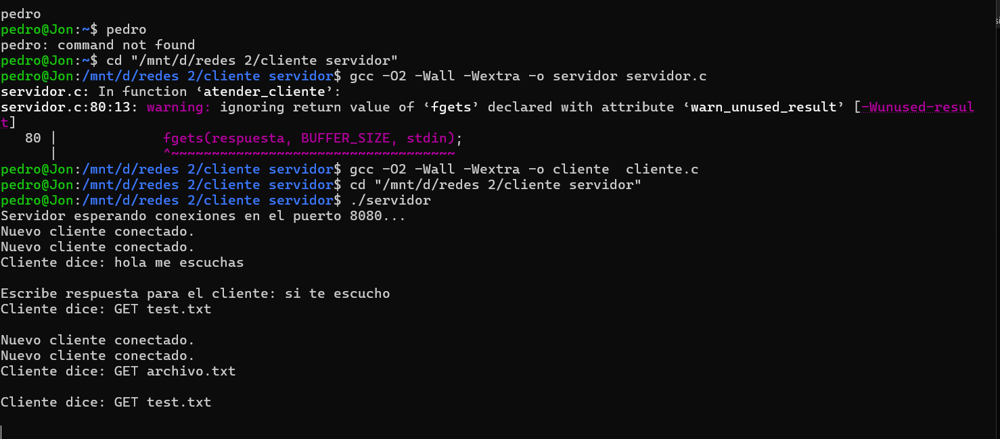 pedro
pedro@Jon:~$ pedro
pedro: command not found
pedro@Jon:~$ cd "/mnt/d/redes 2/cliente servidor"
pedro@Jon:/mnt/d/redes 2/cliente servidor$ gcc -O2 -Wall -Wextra -o servidor servidor.c
servidor.c: In function ‘atender_cliente’:
servidor.c:80:13: warning: ignoring return value of ‘fgets’ declared with attribute ‘warn_unused_result’ [-Wunused-resul
t]
   80 |             fgets(respuesta, BUFFER_SIZE, stdin);
      |             ^~~~~~~~~~~~~~~~~~~~~~~~~~~~~~~~~~~~
pedro@Jon:/mnt/d/redes 2/cliente servidor$ gcc -O2 -Wall -Wextra -o cliente  cliente.c
pedro@Jon:/mnt/d/redes 2/cliente servidor$ cd "/mnt/d/redes 2/cliente servidor"
pedro@Jon:/mnt/d/redes 2/cliente servidor$ ./servidor
Servidor esperando conexiones en el puerto 8080...
Nuevo cliente conectado.
Nuevo cliente conectado.
Cliente dice: hola me escuchas
Escribe respuesta para el cliente: si te escucho
Cliente dice: GET test.txt
Nuevo cliente conectado.
Nuevo cliente conectado.
Cliente dice: GET archivo.txt
Cliente dice: GET test.txt